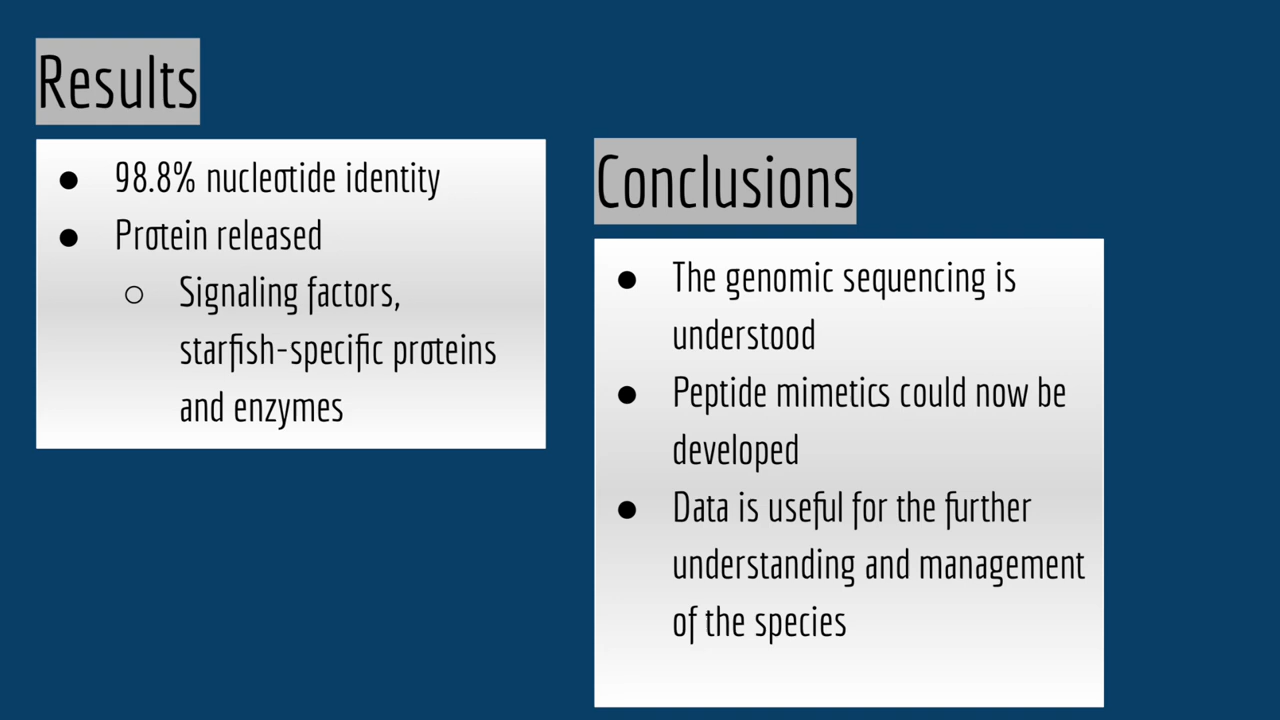 Results
● 98.8% nucleotide identity
● Protein released
○ Signaling factors,
starfish-specific proteins
and enzymes
Conclusions
● The genomic sequencing is
understood
● Peptide mimetics could now be
developed
● Data is useful for the further
understanding and management
of the species